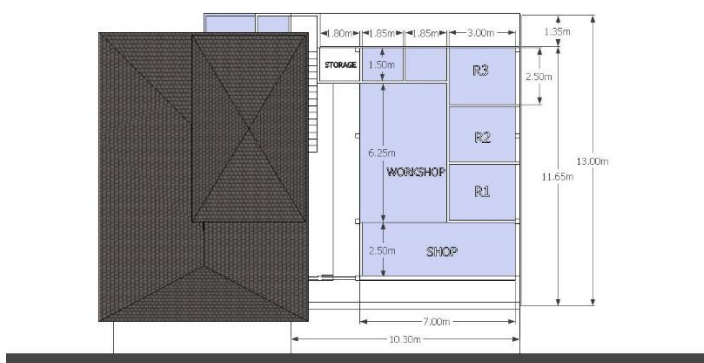 1.80m 1.85m 1.85m 3.00m 1.35m
STORAGE 1.50m R3 2.50m
R2
6.25m 13.00m
WORKSHOP 11.65m
R1
2.50m SHOP
7.00m
10.30m